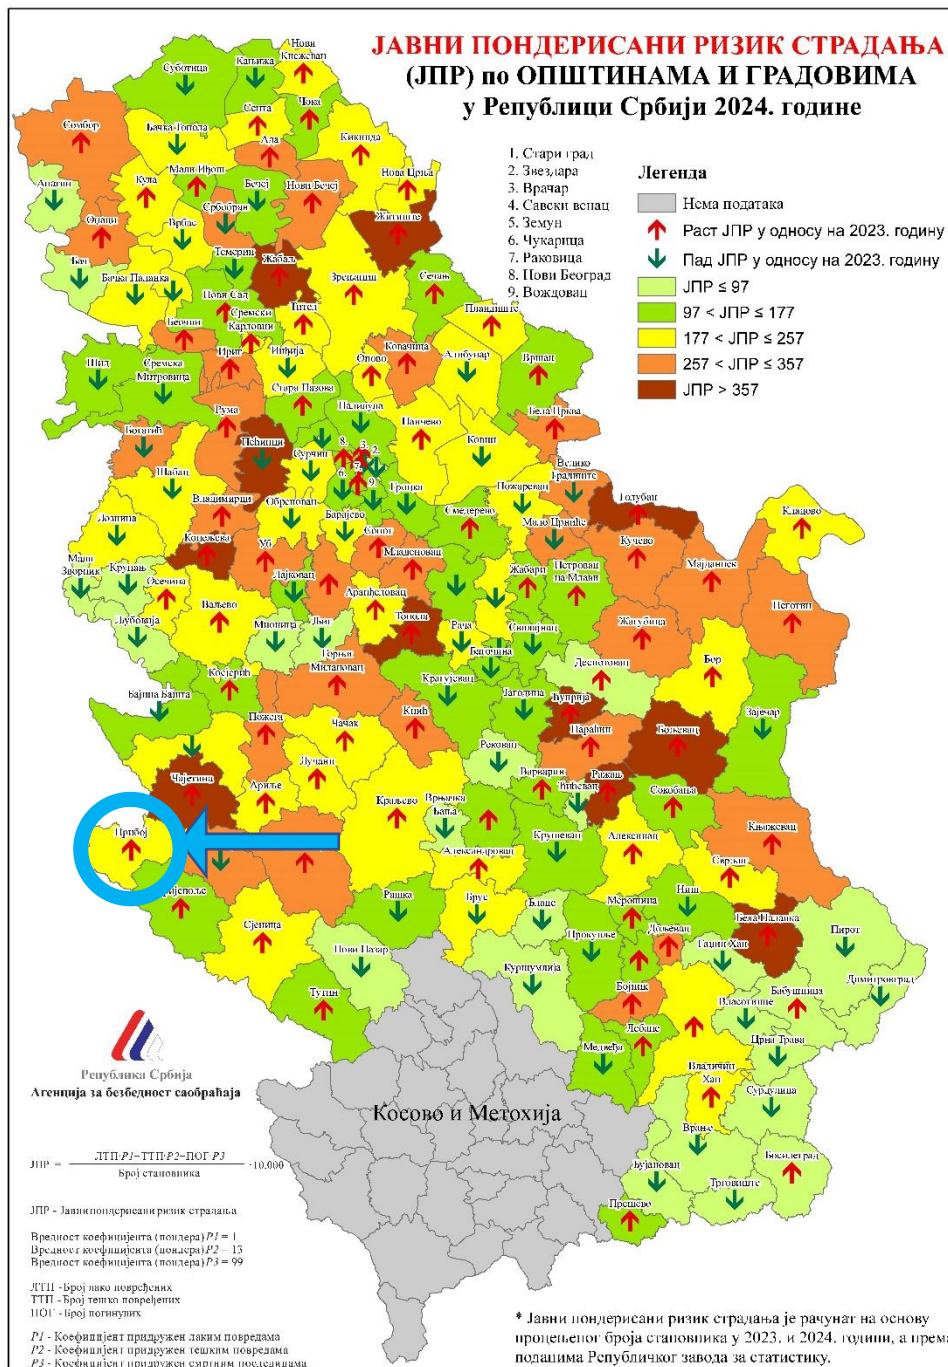 ЈАВНИ ПОНДЕРИСАНИ РИЗИК СТРАДАЊА
(ЈПР) по ОПШТИНАМА И ГРАДОВИМА
у Републици Србији 2024. године
1. Стари град
2. Звездара
3. Врачар
4. Савски венац
5. Земун
6. Чукарица
7. Раковица
8. Нови Београд
9. Вождовац
Легенда
Нема података
Раст ЈПР у односу на 2023. годину
Пад ЈПР у односу на 2023. годину
ЈПР ≤ 97
97 < ЈПР ≤ 177
177 < ЈПР ≤ 257
257 < ЈПР ≤ 357
ЈПР > 357
Нови
Кнежевац
Суботица
Кањижа
Чока
Сента
Сомбор
Бачка Топола
Ада
Кикинда
Апатин
Кула
Мали Иђош
Бечеј
Нови Бечеј
Нова Црња
Оџаци
Врбас
Србобран
Житиште
Бач
Бачка Паланка
Темерин
Жабаљ
Зрењанин
Сечањ
Нови Сад
Сремски
Карловци
Тител
Пландиште
Беочин
Ириг
Инђија
Опово
Ковачица
Алибунар
Вршац
Шид
Сремска
Митровица
Рума
Стара Пазова
Палилула
Панчево
Бела Црква
Богатић
Пећинци
Сурчин
8.
5.
2.
7.
6.
9.
Гроцка
Ковин
Велико
Градиште
Голубац
Шабац
Владимирци
Обреновац
Барајево
Сопот
Смедерево
Пожаревац
Мало Црниће
Кучево
Кладово
Лозница
Коцељева
Уб
Младеновац
Мајданпек
Мали
Зворник
Крупањ
Осечина
Лајковац
Аранђеловац
Жабари
Петровац
на Млави
Неготин
Љубовија
Ваљево
Мионица
Љиг
Топола
Рача
Свилајнац
Жагубица
Горњи
Милановац
Баточина
Деспотовац
Бор
Бајина Башта
Косјерић
Крагујевац
Јагодина
Ћуприја
Зајечар
Пожега
Чачак
Кнић
Параћин
Бољевац
Чајетина
Лучани
Рековац
Варварин
Ражањ
Ариље
Краљево
Врњачка
Бања
Ћићевац
Сокобања
Прибој
Александровац
Крушевац
Алексинац
Књажевац
Сврљиг
Пријепоље
Рашка
Брус
Блаце
Мерошина
Ниш
Сјеница
Прокупље
Дољевац
Бела Паланка
Пирот
Нови Пазар
Куршумлија
Гаџин Хан
Тутин
Бојник
Власотинце
Бабушница
Димитровград
Лебане
Медвеђа
Црни Трава
Владичин
Хан
Сурдулица
Врање
Бујановац
Босилеград
Трговиште
Прешево
Косово и Метохија
Република Србија
Агенција за безбедност саобраћаја
ЈПР = ЛТП·P1+ТТП·P2+ПОГ·P3
Број становника
·10.000
ЈПР - Јавни пондерисани ризик страдања
Вредност коефицијента (пондера) P1 = 1
Вредност коефицијента (пондера) P2 = 13
Вредност коефицијента (пондера) P3 = 99
ЛТП - Број лако повређених
ТТП - Број тешко повређених
ПОГ - Број погинулих
P1 - Коефицијент придружен лаким повредама
P2 - Коефицијент придружен тешким повредама
P3 - Коефицијент придружен смртним последицама
* Јавни пондерисани ризик страдања је рачунат на основу
процењеног броја становника у 2023. и 2024. години, а према
подацима Републичког завода за статистику.